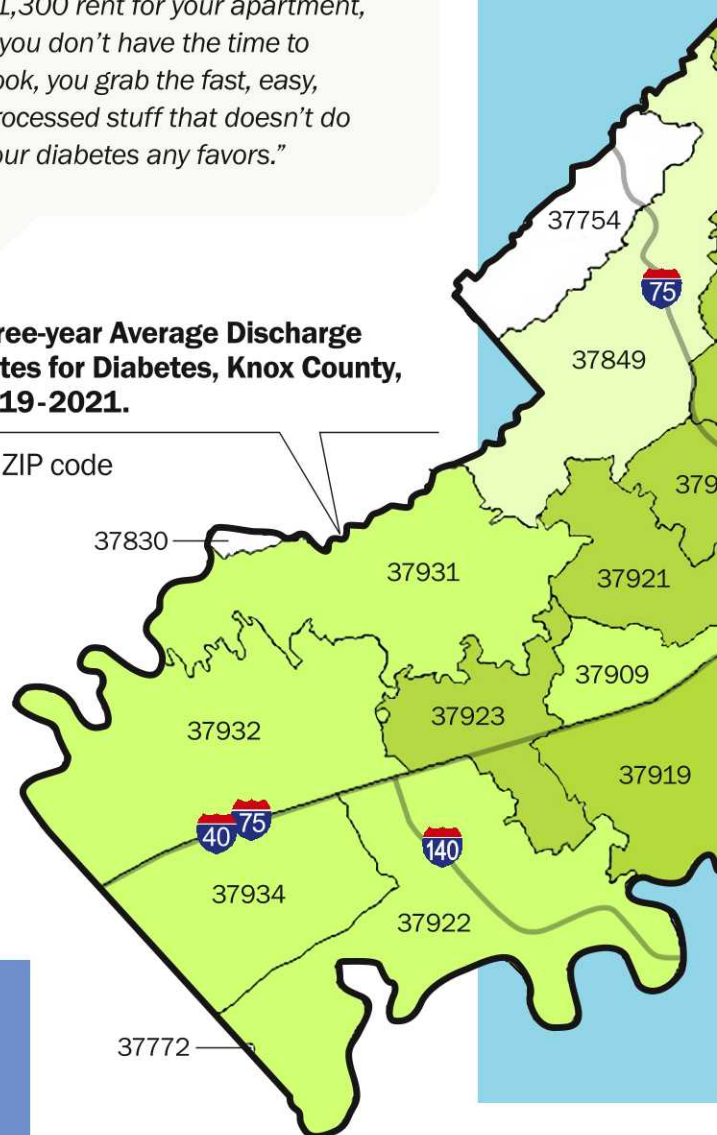 1,300 rent for your apartment,
you don’t have the time to
ook, you grab the fast, easy,
rocessed stuff that doesn’t do
our diabetes any favors.”
ree-year Average Discharge
tes for Diabetes, Knox County,
19-2021.
ZIP code
37754
75
37849
379
37830
37931
37921
37909
37923
37932
37919
75
40
140
37934
37922
37772